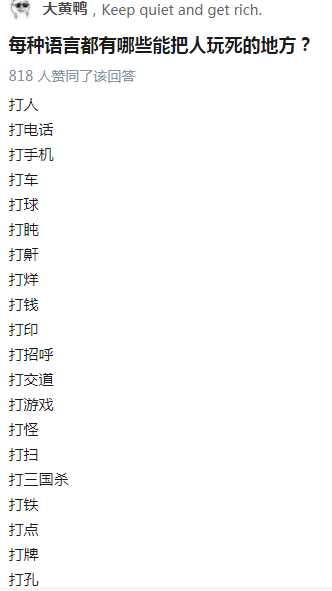 大黄鸭，Keep quiet and get rich.
每种语言都有哪些能把人玩死的地方？
818 人赞同了该回答
打人
打电话
打手机
打车
打球
打盹
打鼾
打烊
打钱
打印
打招呼
打交道
打游戏
打怪
打扫
打三国杀
打铁
打点
打牌
打孔